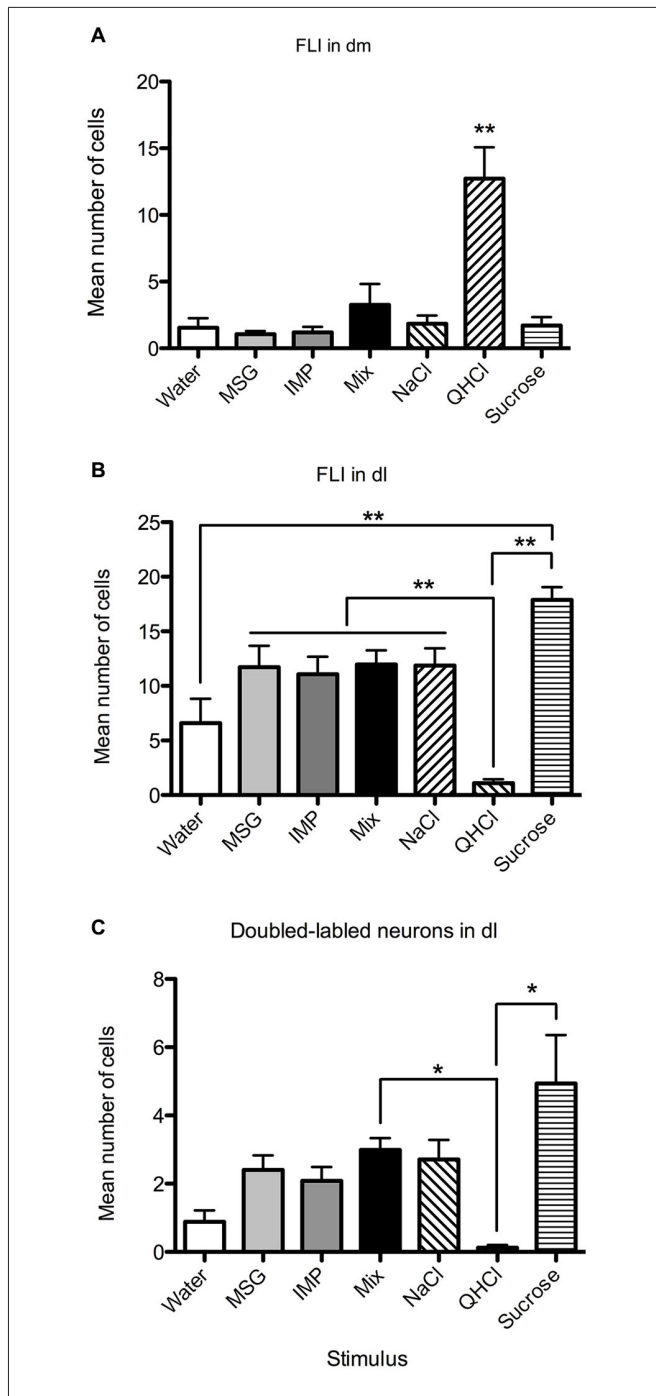 A
FLI in dm
Mean number of cells
20
15
10
5
0
**
Water
MSG
IMP
Mix
NaCl
QHCl
Sucrose
B
FLI in dl
Mean number of cells
25
20
15
10
5
0
**
**
**
Water
MSG
IMP
Mix
NaCl
QHCl
Sucrose
C
Doubled-labled neurons in dl
Mean number of cells
8
6
4
2
0
*
*
Water
MSG
IMP
Mix
NaCl
QHCl
Sucrose
Stimulus